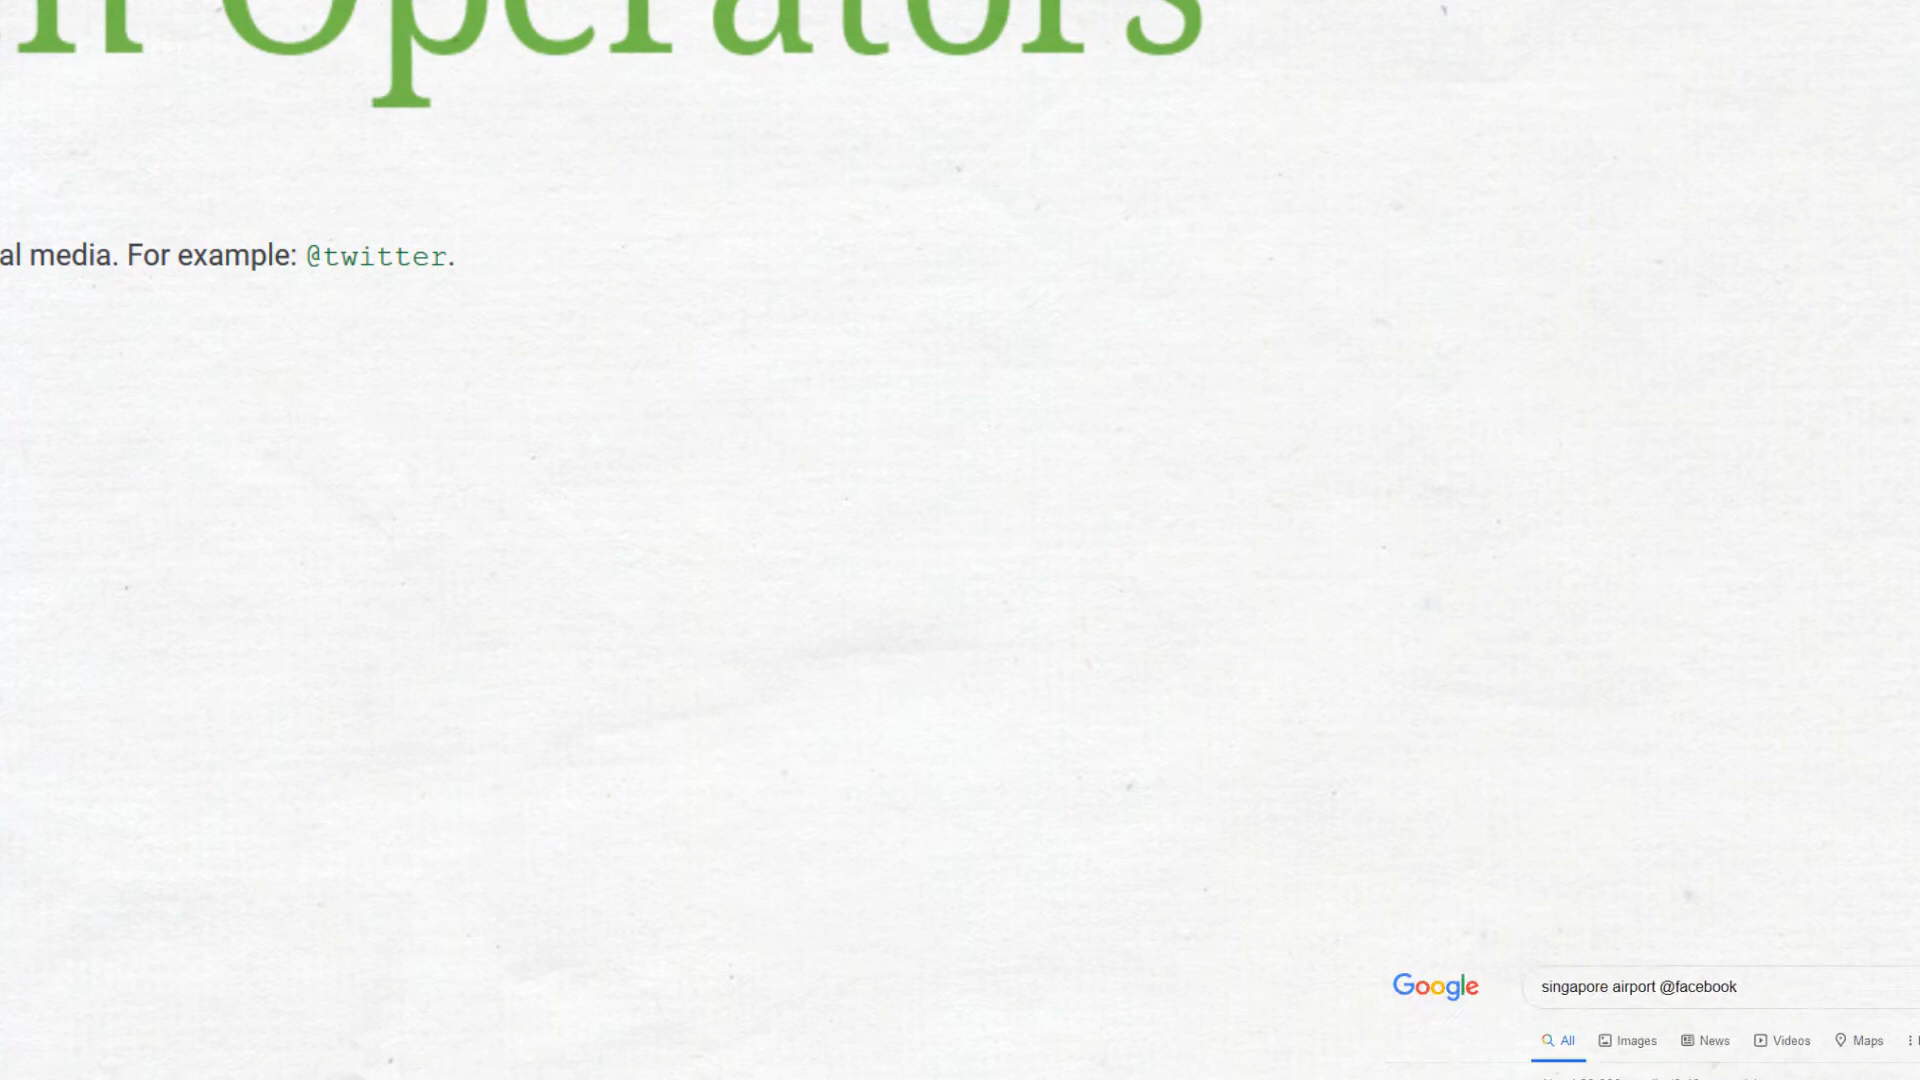 Operators
al media. For example: @twitter.
Google singapore airport @facebook
All Images News Videos Maps